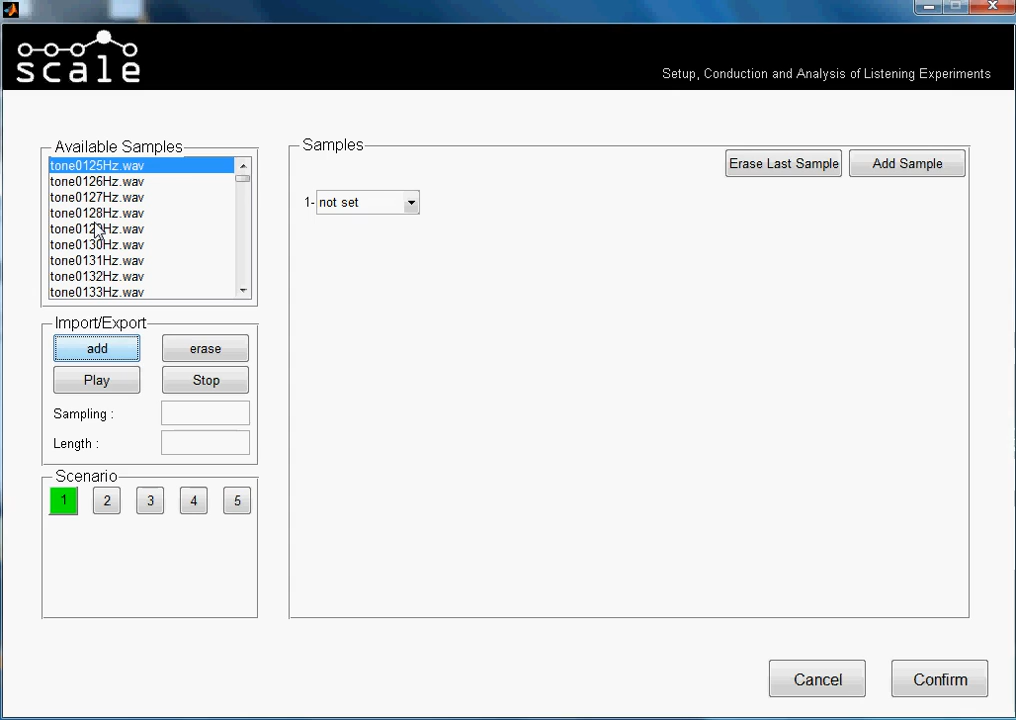 scale
Setup, Conduction and Analysis of Listening Experiments
Available Samples
tone0125Hz.wav
tone0126Hz.wav
tone0127Hz.wav
tone0128Hz.wav
tone0129Hz.wav
tone0130Hz.wav
tone0131Hz.wav
tone0132Hz.wav
tone0133Hz.wav
Import/Export
add erase
Play Stop
Sampling :
Length :
Scenario
1 2 3 4 5
Samples
Erase Last Sample Add Sample
1- not set
Cancel Confirm